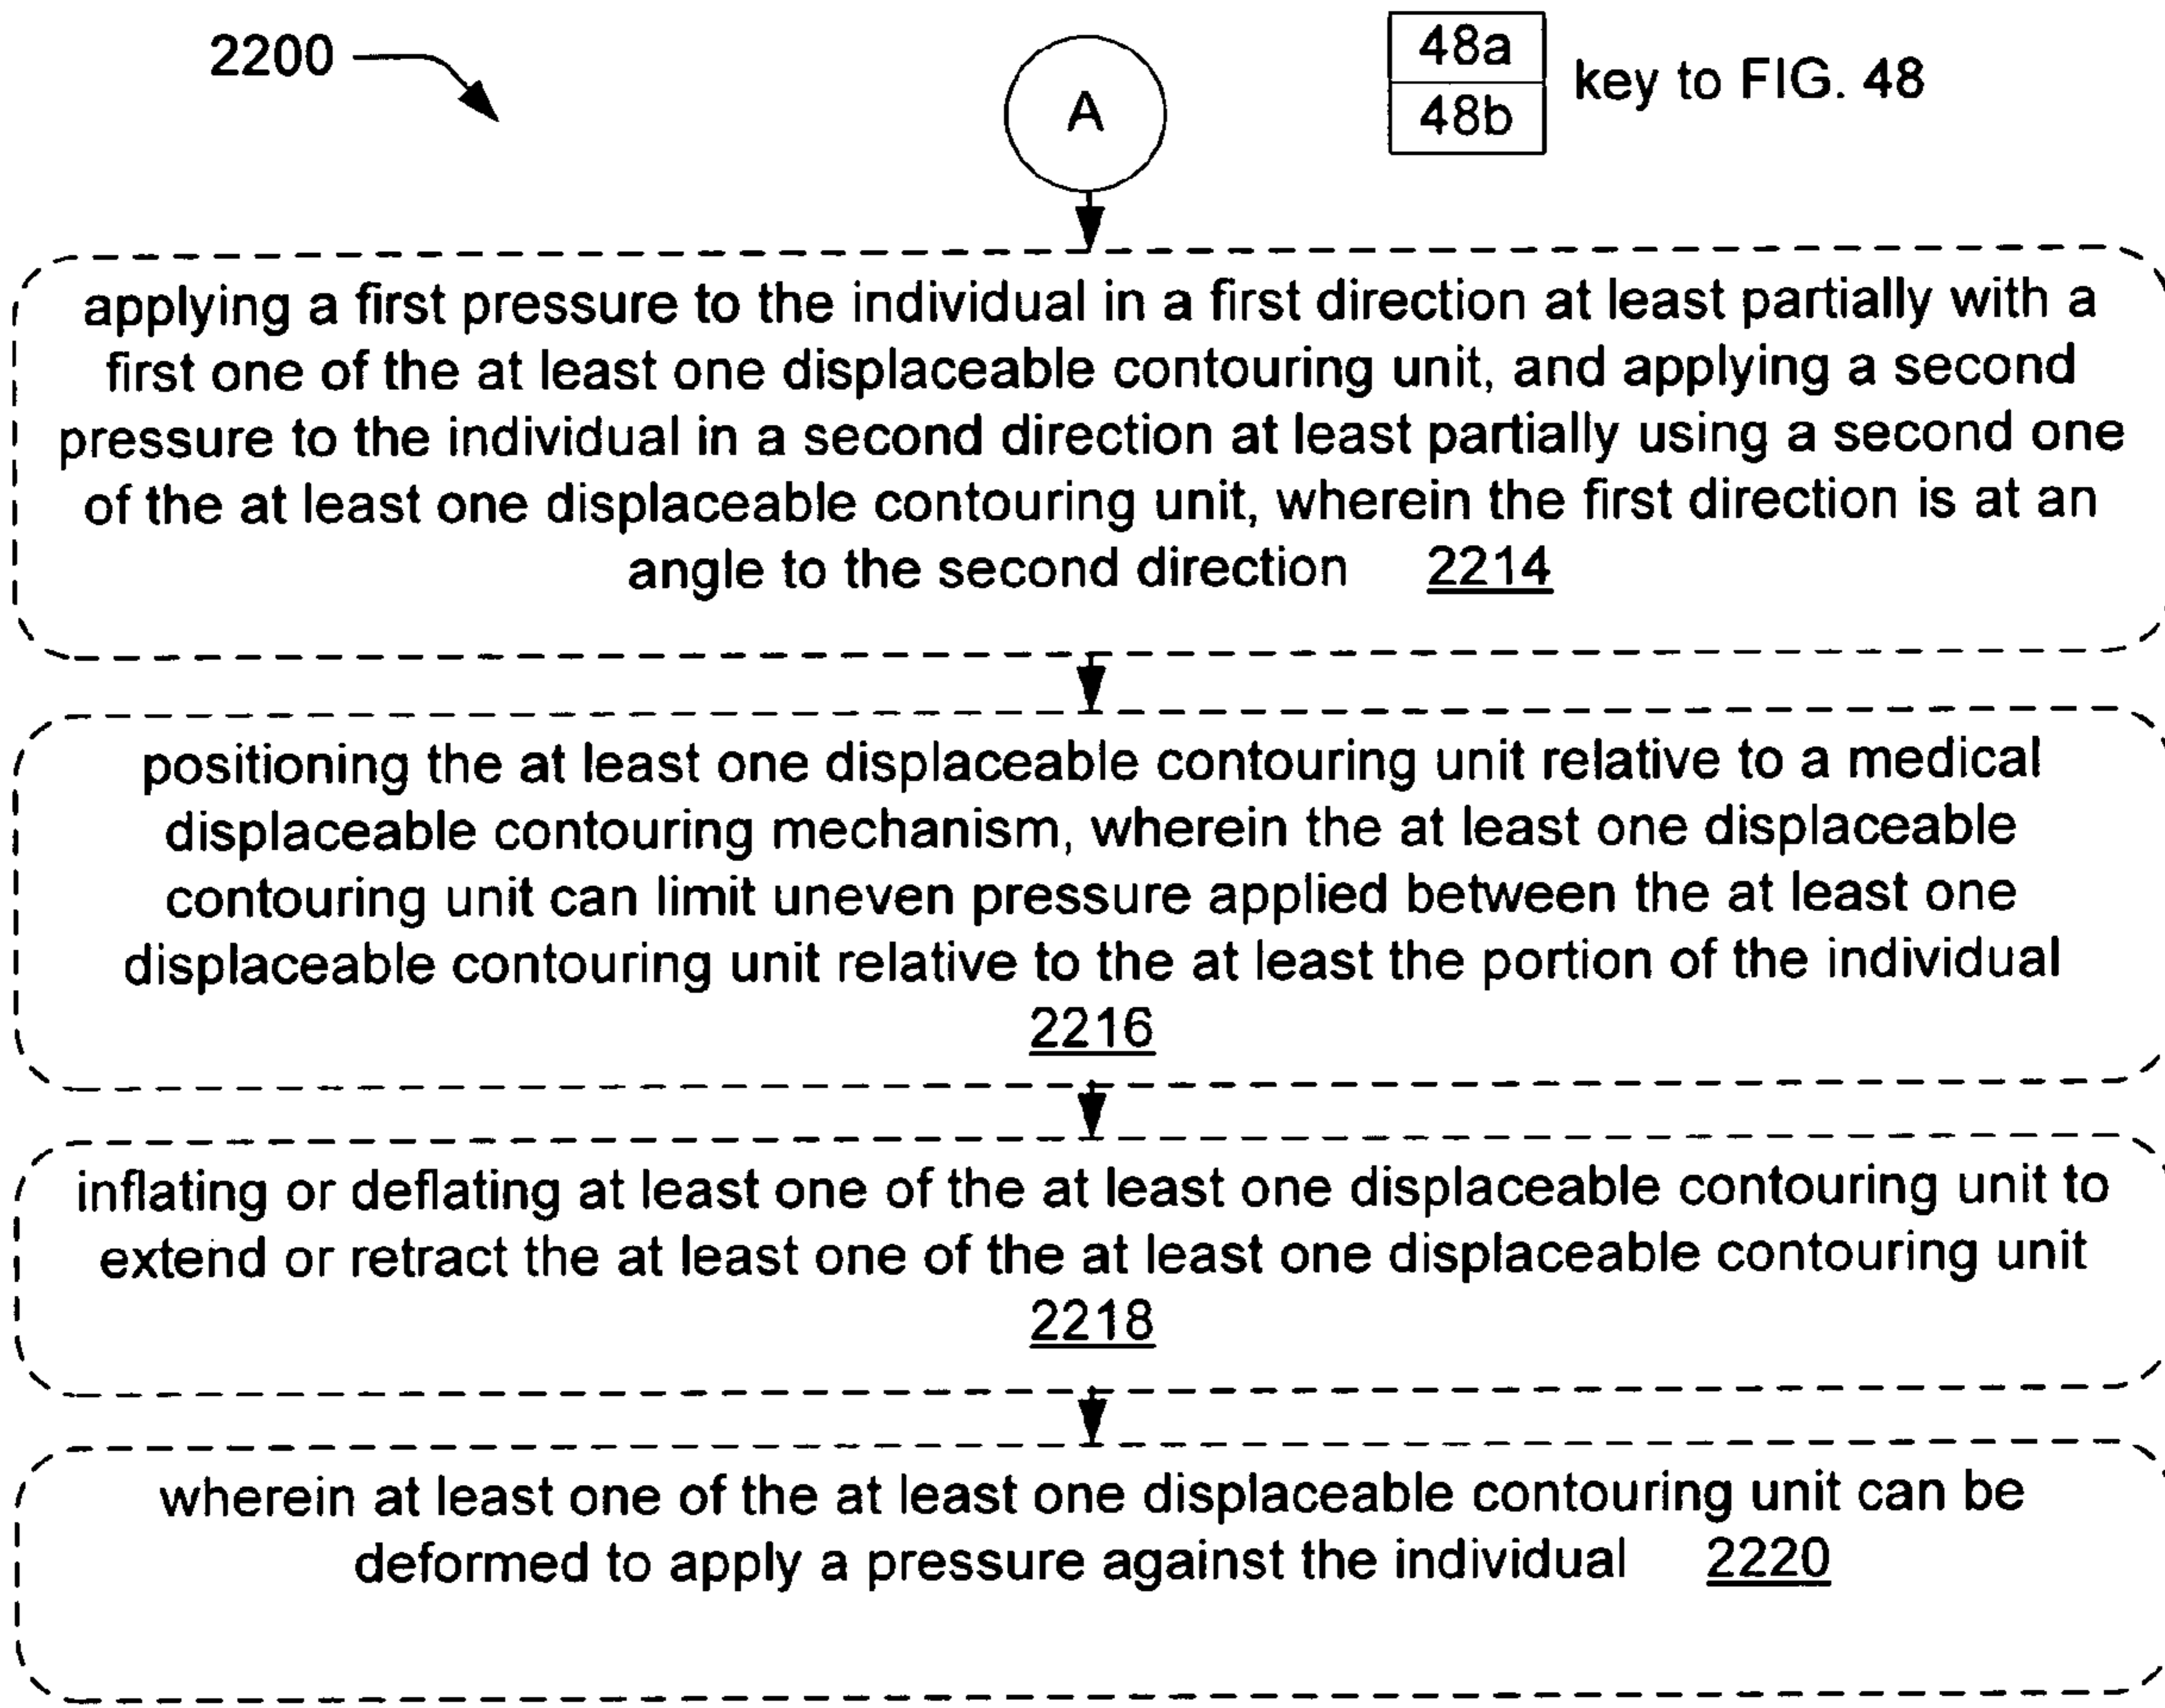 2200
A
48a
48b
key to FIG. 48
applying a first pressure to the individual in a first direction at least partially with a
first one of the at least one displaceable contouring unit, and applying a second
pressure to the individual in a second direction at least partially using a second one
of the at least one displaceable contouring unit, wherein the first direction is at an
angle to the second direction 2214
positioning the at least one displaceable contouring unit relative to a medical
displaceable contouring mechanism, wherein the at least one displaceable
contouring unit can limit uneven pressure applied between the at least one
displaceable contouring unit relative to the at least the portion of the individual
2216
inflating or deflating at least one of the at least one displaceable contouring unit to
extend or retract the at least one of the at least one displaceable contouring unit
2218
wherein at least one of the at least one displaceable contouring unit can be
deformed to apply a pressure against the individual 2220